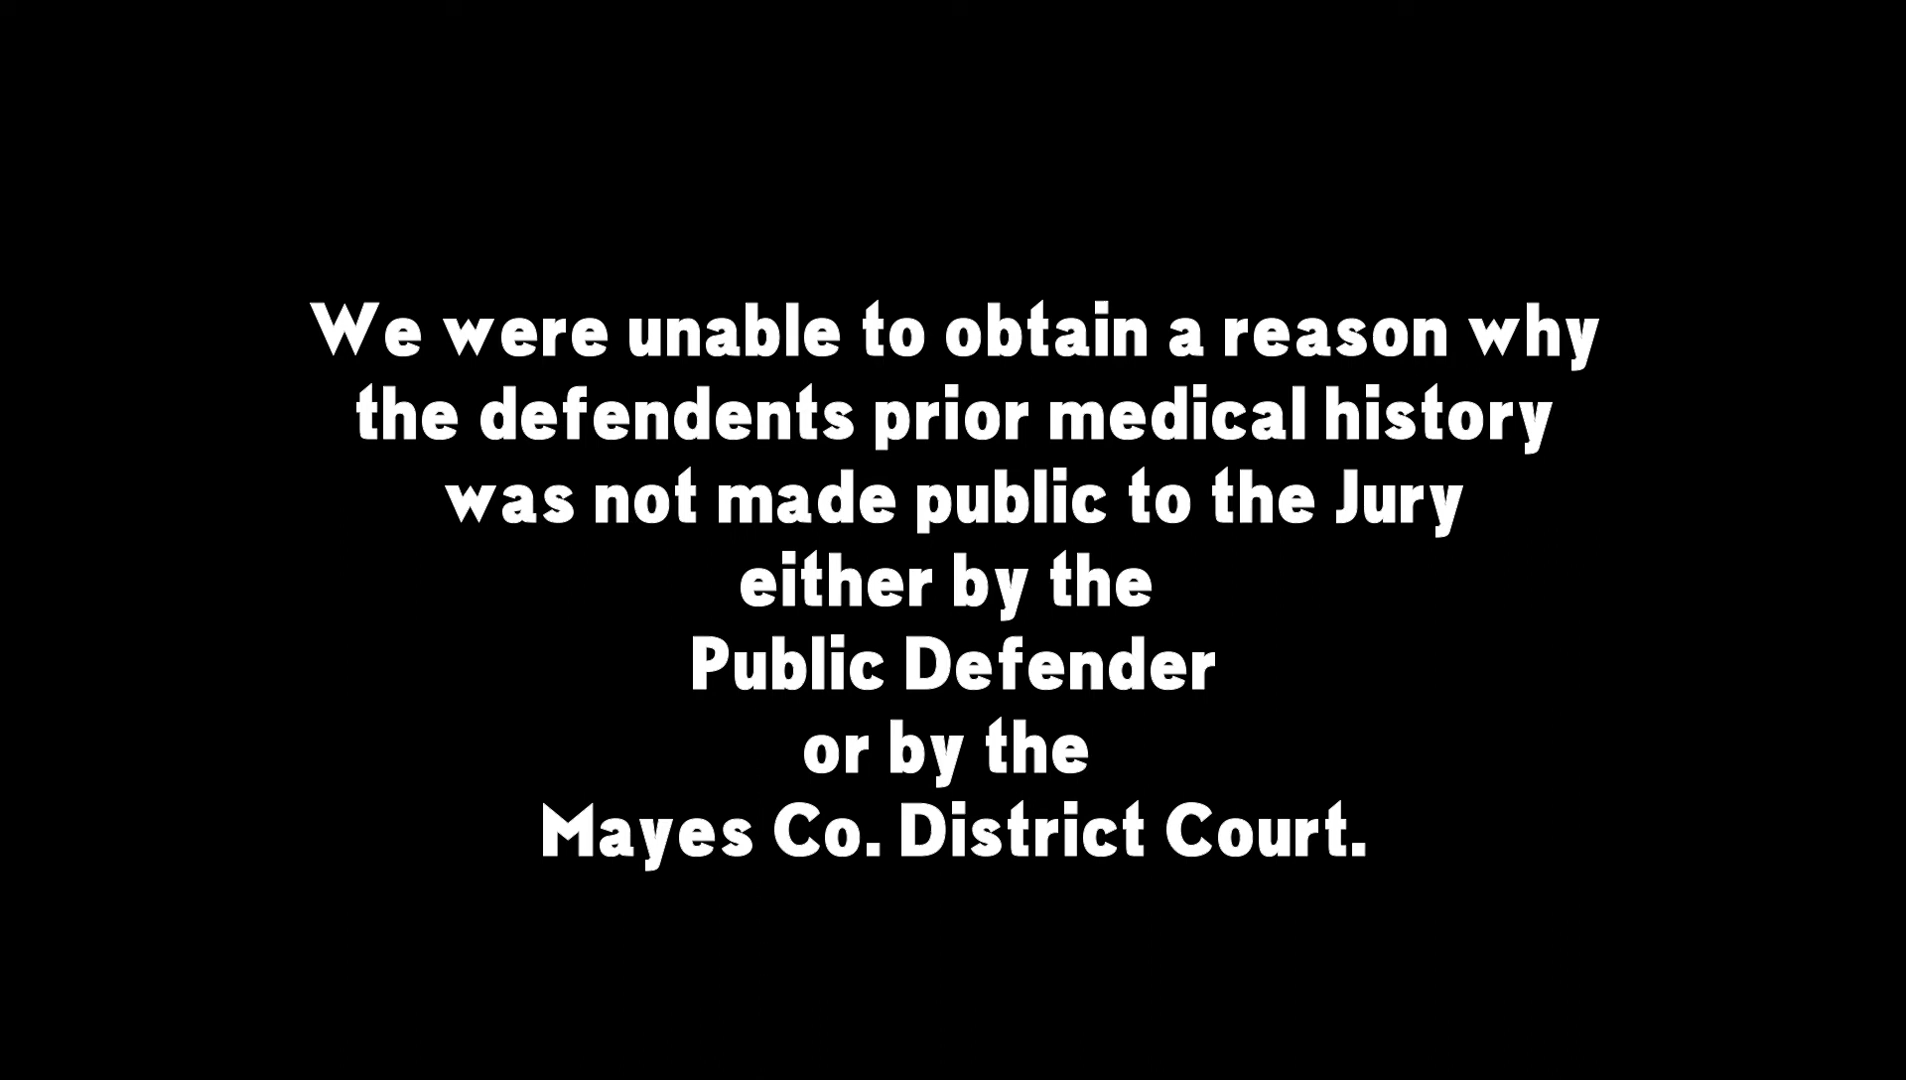 We were unable to obtain a reason why
the defendents prior medical history
was not made public to the Jury
either by the
Public Defender
or by the
Mayes Co. District Court.